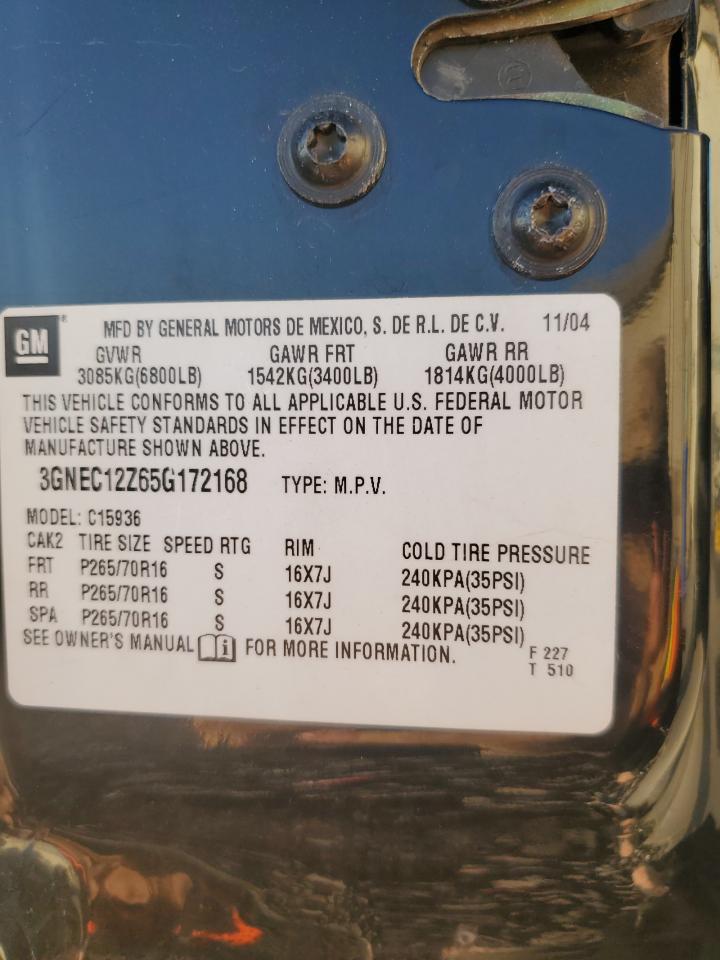 GM® MFD BY GENERAL MOTORS DE MEXICO, S. DE R.L. DE C.V. 11/04
GVWR GAWR FRT GAWR RR
3085KG(6800LB) 1542KG(3400LB) 1814KG(4000LB)
THIS VEHICLE CONFORMS TO ALL APPLICABLE U.S. FEDERAL MOTOR
VEHICLE SAFETY STANDARDS IN EFFECT ON THE DATE OF
MANUFACTURE SHOWN ABOVE.
3GNEC12Z65G172168 TYPE: M.P.V.
MODEL: C15936
CAK2 TIRE SIZE SPEED RTG RIM COLD TIRE PRESSURE
FRT P265/70R16 S 16X7J 240KPA(35PSI)
RR P265/70R16 S 16X7J 240KPA(35PSI)
SPA P265/70R16 S 16X7J 240KPA(35PSI)
SEE OWNER'S MANUAL i FOR MORE INFORMATION.
F 227
T 510